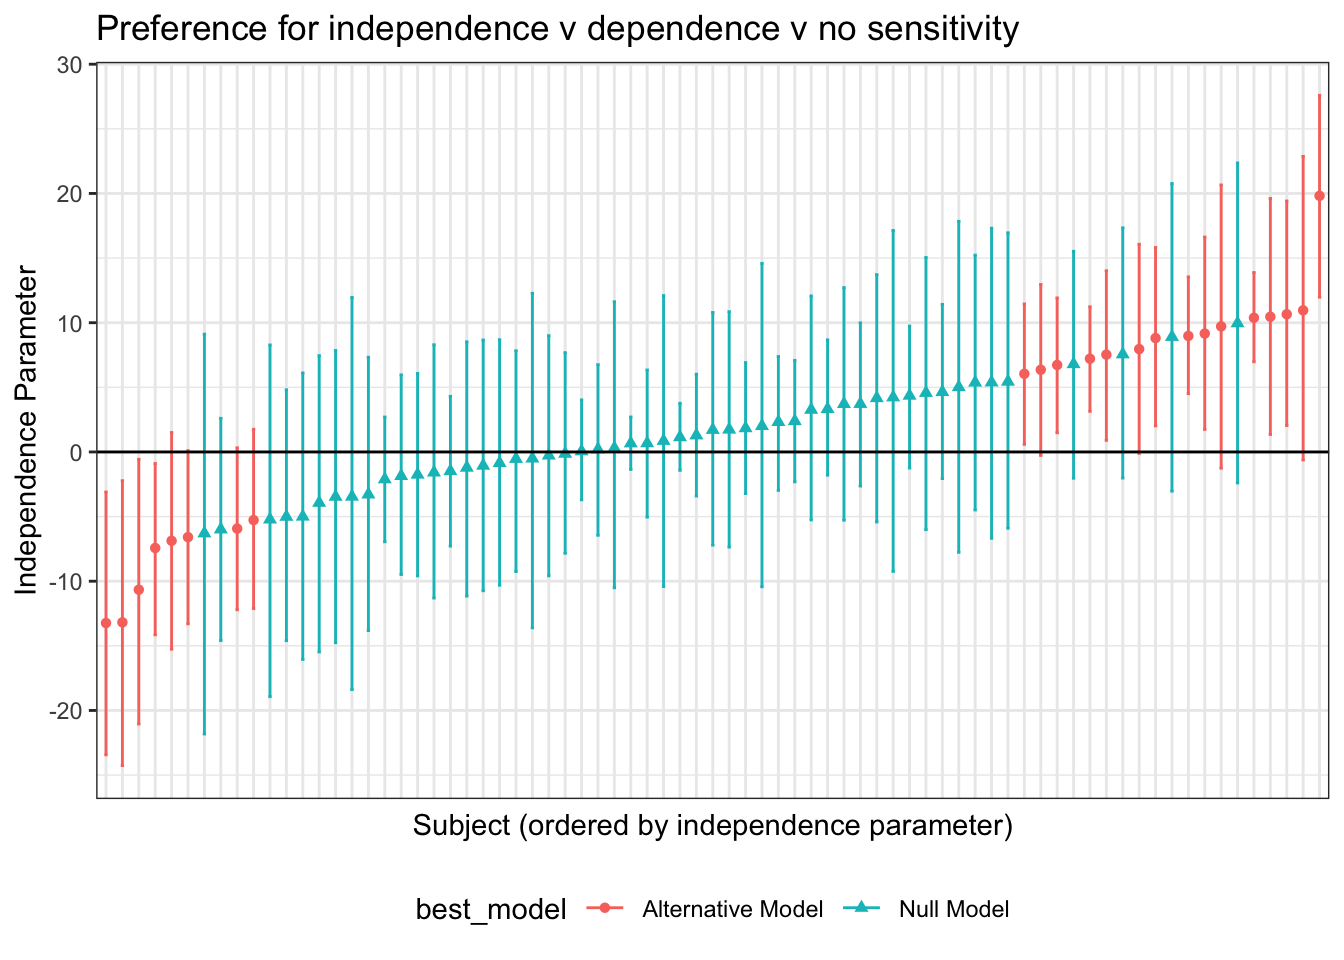 Preference for independence v dependence v no sensitivity
30
20
10
0
-10
-20
Independence Parameter
Subject (ordered by independence parameter)
best_model Alternative Model Null Model